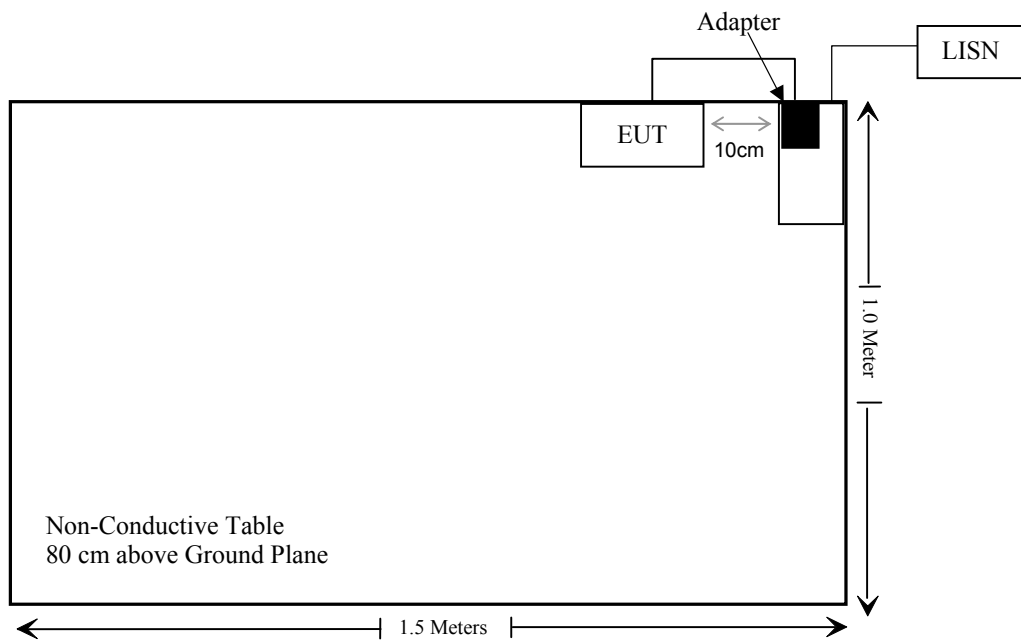 Adapter
LISN
EUT
10cm
1.0 Meter
Non-Conductive Table
80 cm above Ground Plane
1.5 Meters